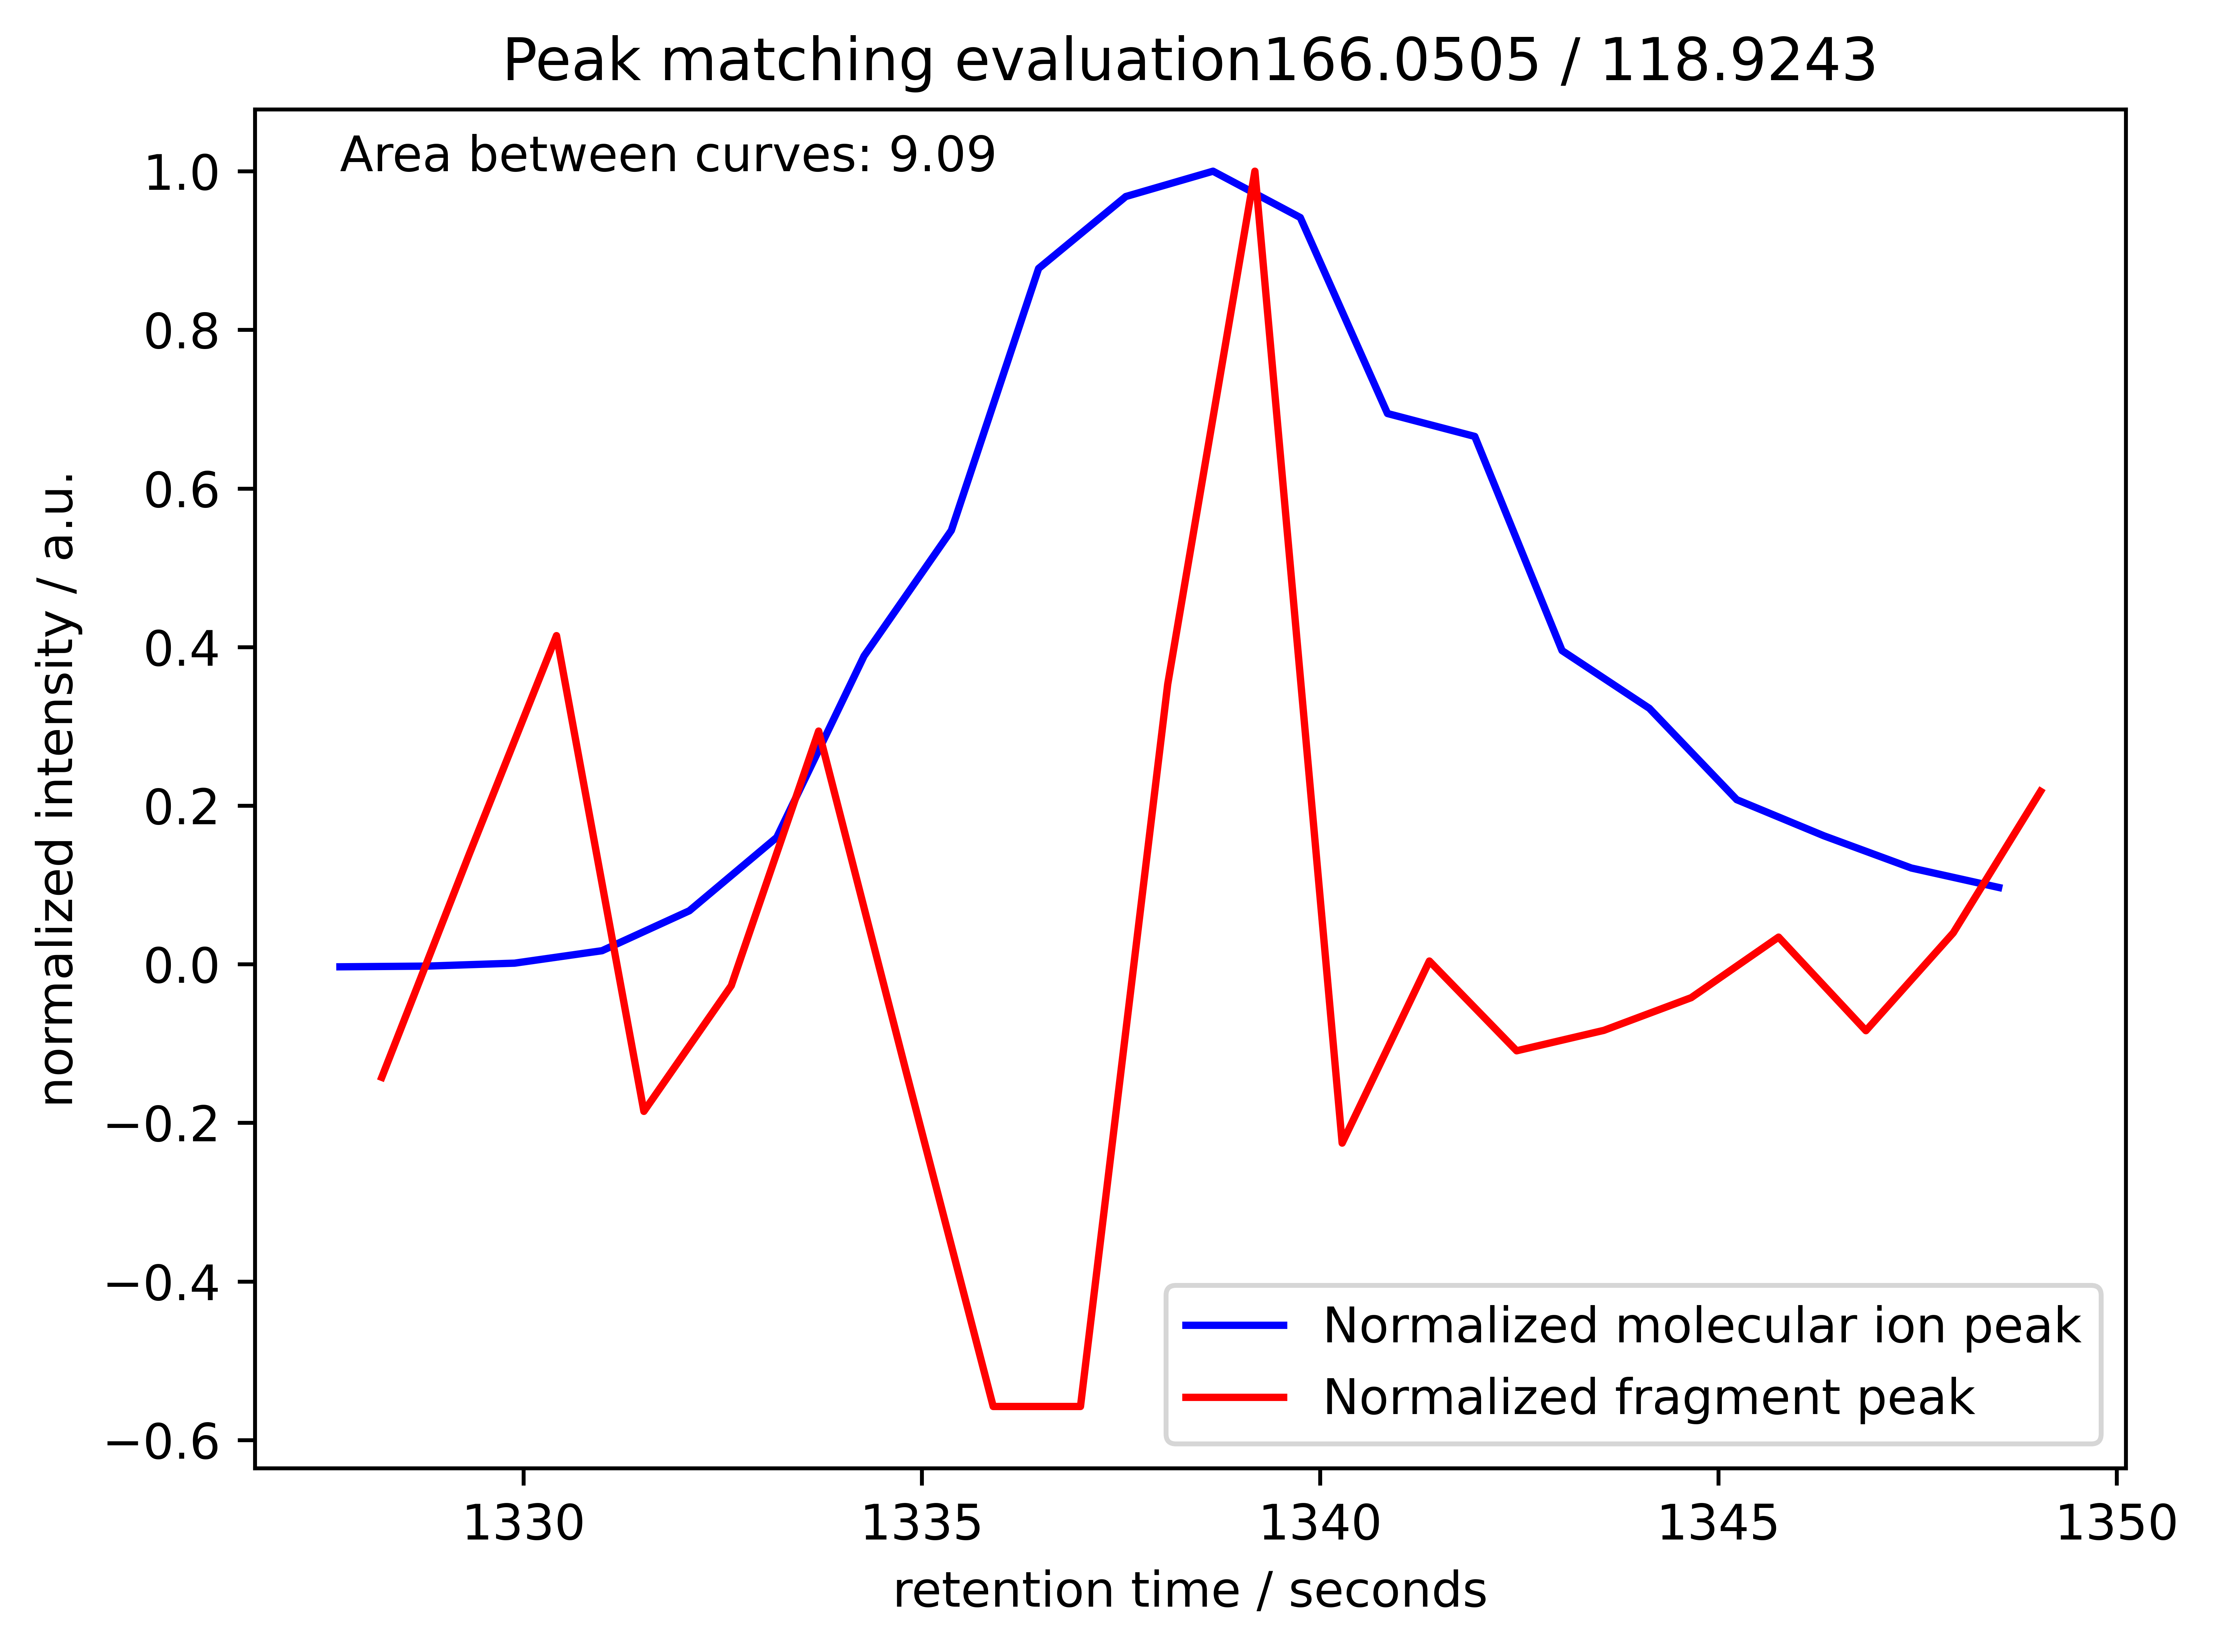 Peak matching evaluation166.0505 / 118.9243
Area between curves: 9.09
1.0
0.8
0.6
0.4
0.2
0.0
−0.2
−0.4
−0.6
normalized intensity / a.u.
Normalized molecular ion peak
Normalized fragment peak
1330 1335 1340 1345 1350
retention time / seconds